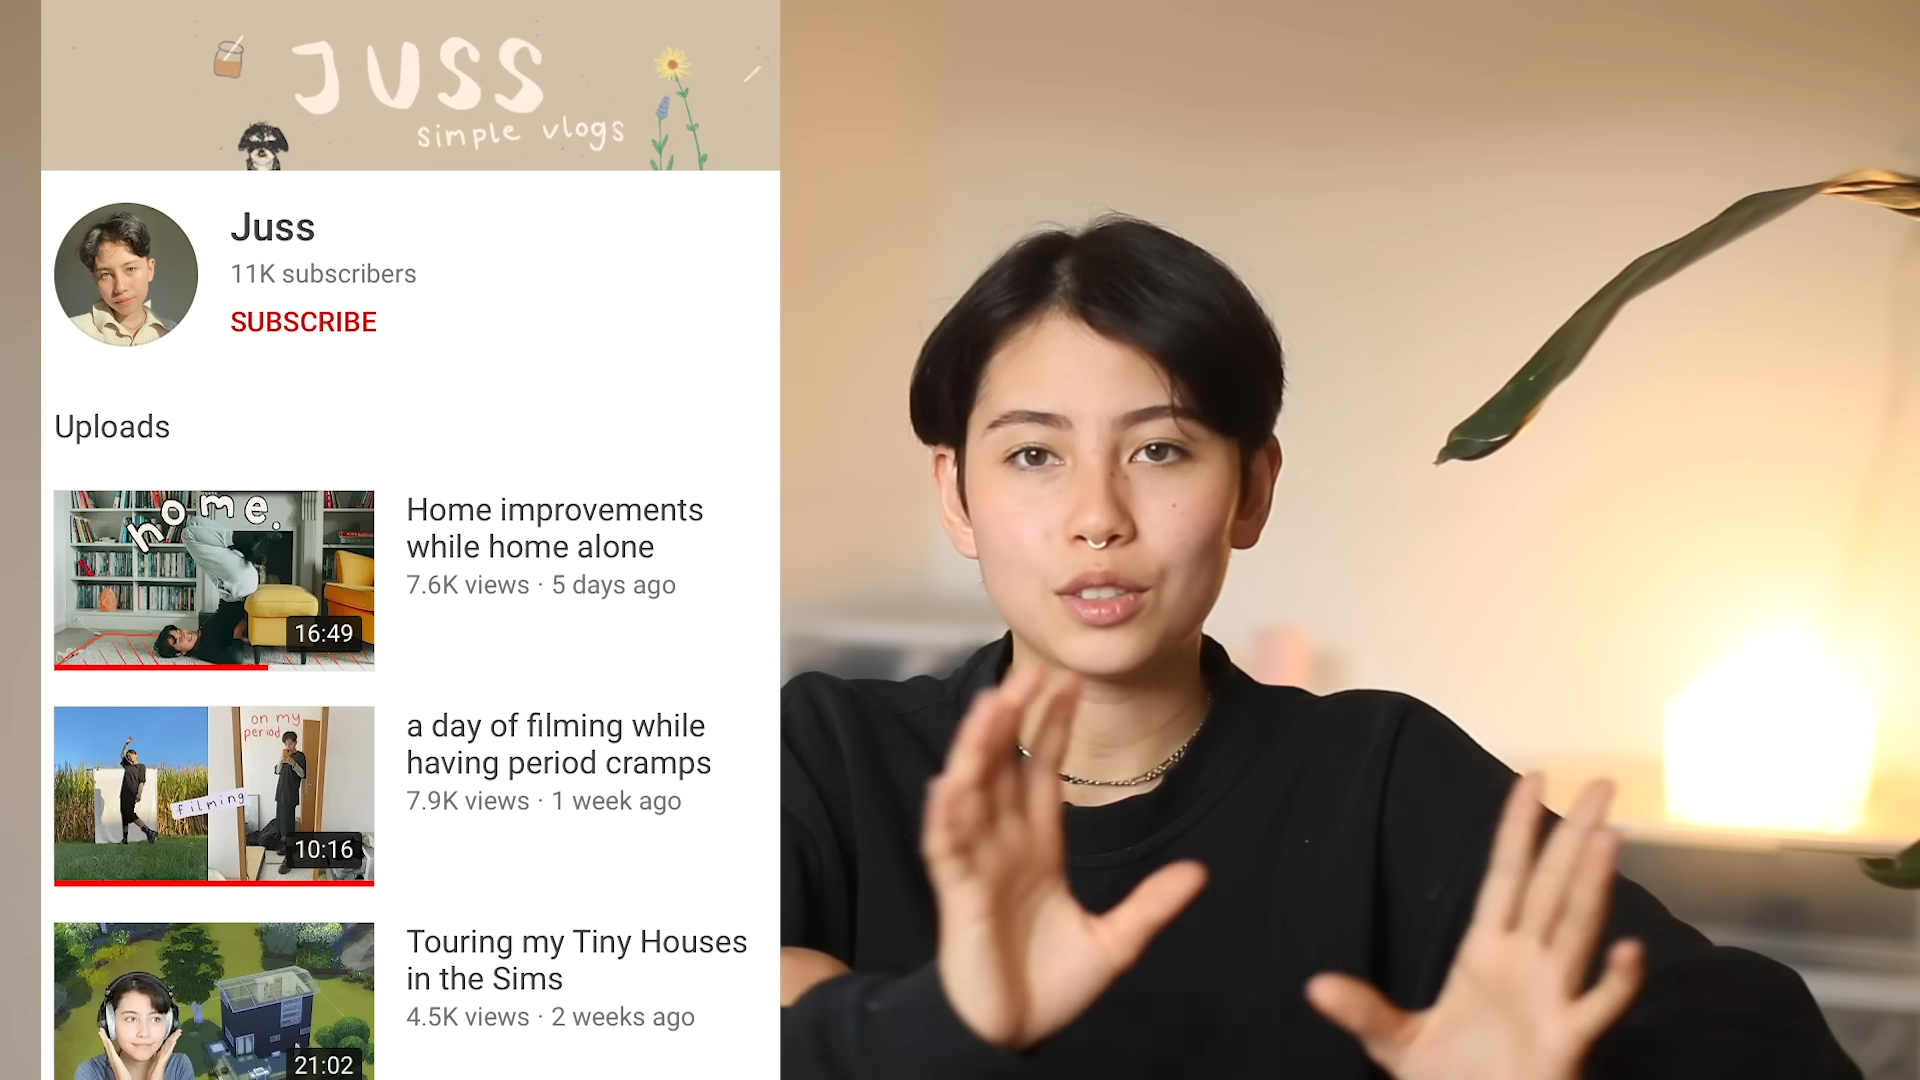 JUSS
simple vlogs
Juss
11K subscribers
SUBSCRIBE
Uploads
home.
16:49
Home improvements
while home alone
7.6K views · 5 days ago
on my
period
filming
10:16
a day of filming while
having period cramps
7.9K views · 1 week ago
21:02
Touring my Tiny Houses
in the Sims
4.5K views · 2 weeks ago